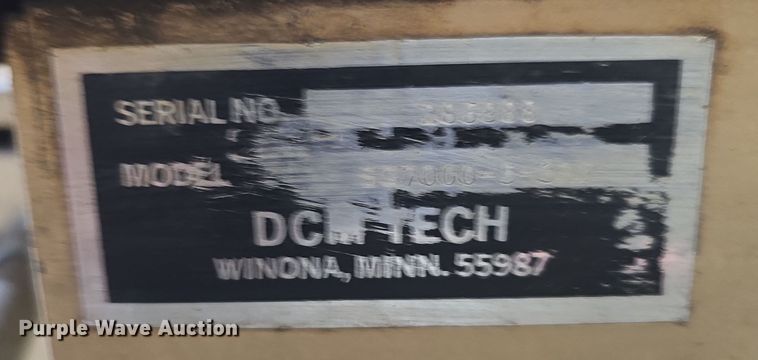 SERIAL NO
MODEL
DCM TECH
WINONA, MINN. 55987
Purple Wave Auction